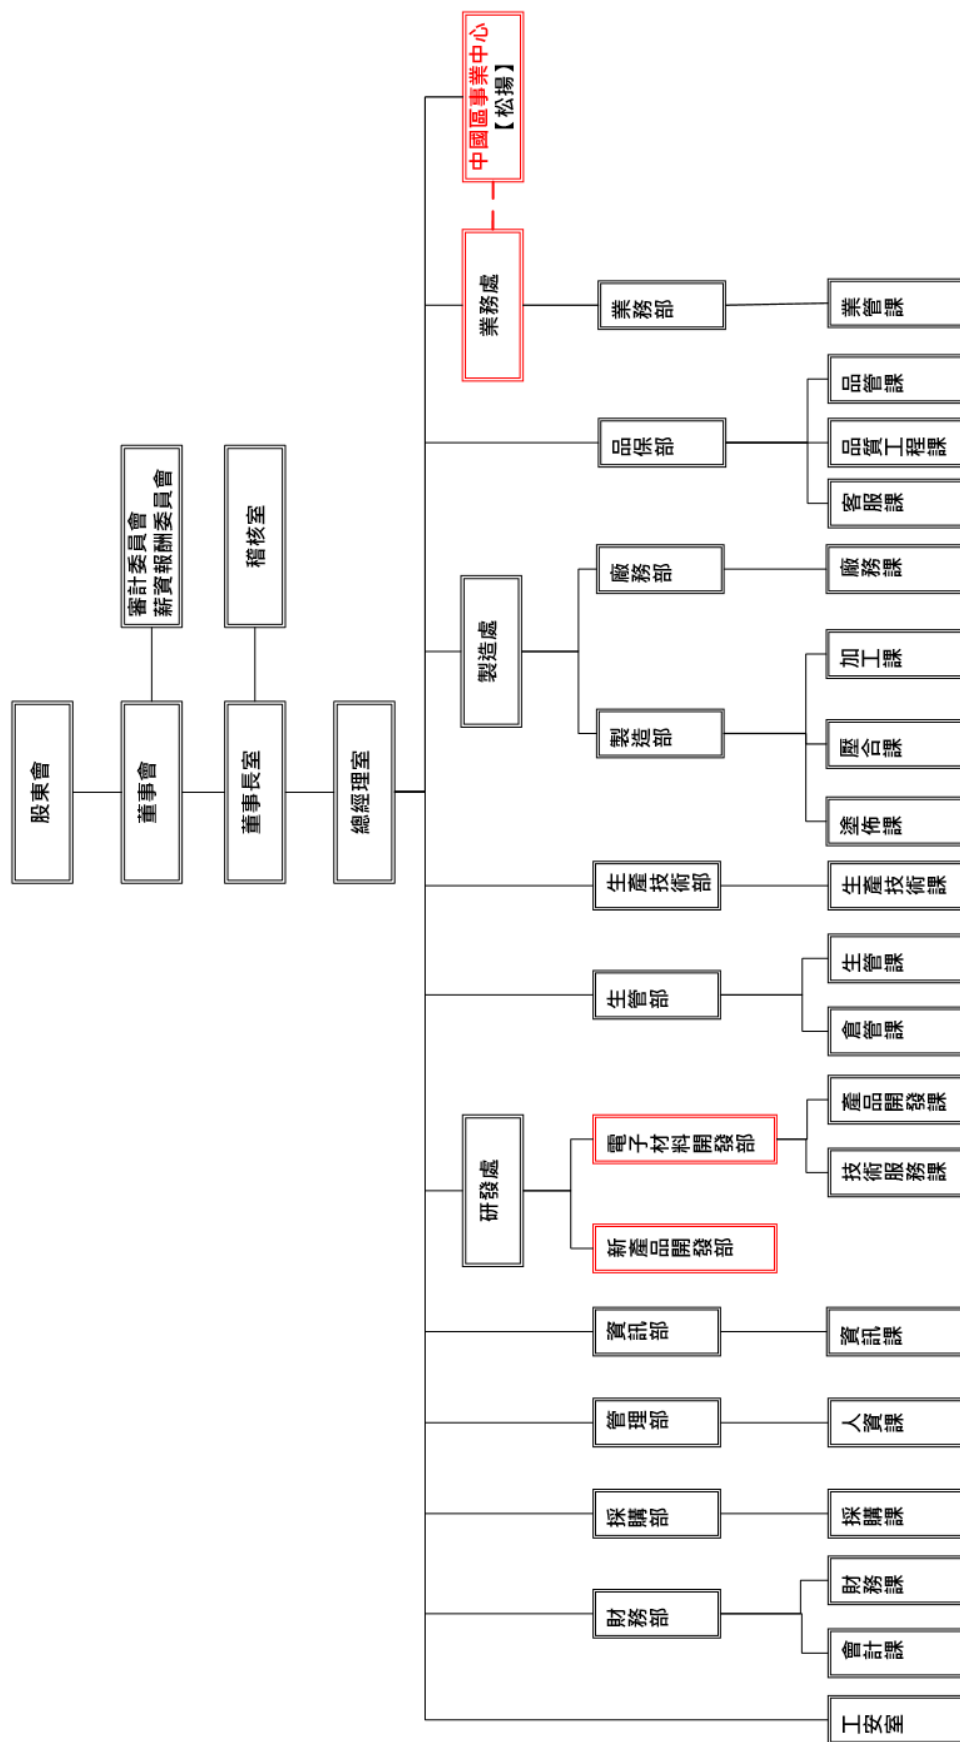 股東會
董事會
審計委員會
薪資報酬委員會
董事長室
稽核室
總經理室
工安室
財務部
會計課
財務課
採購部
採購課
管理部
人資課
資訊部
資訊課
研發處
新產品開發部
電子材料開發部
技術服務課
產品開發課
生管部
倉管課
生管課
生產技術部
生產技術課
製造處
製造部
塗佈課
壓合課
加工課
廠務部
廠務課
品保部
客服課
品質工程課
品管課
業務處
業務部
業管課
中國區事業中心
【松揚】